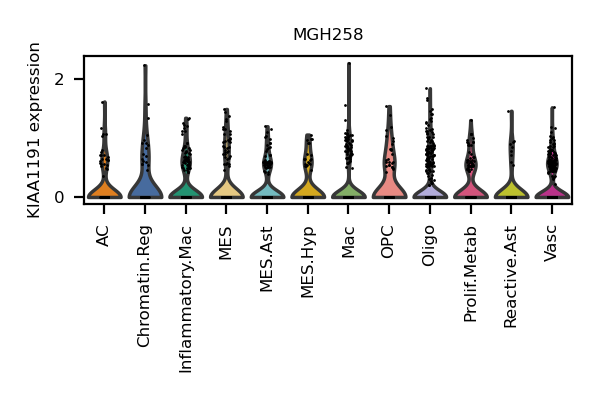 MGH258
KIAA1191 expression
2
0
AC
Chromatin.Reg
Inflammatory.Mac
MES
MES.Ast
MES.Hyp
Mac
OPC
Oligo
Prolif.Metab
Reactive.Ast
Vasc